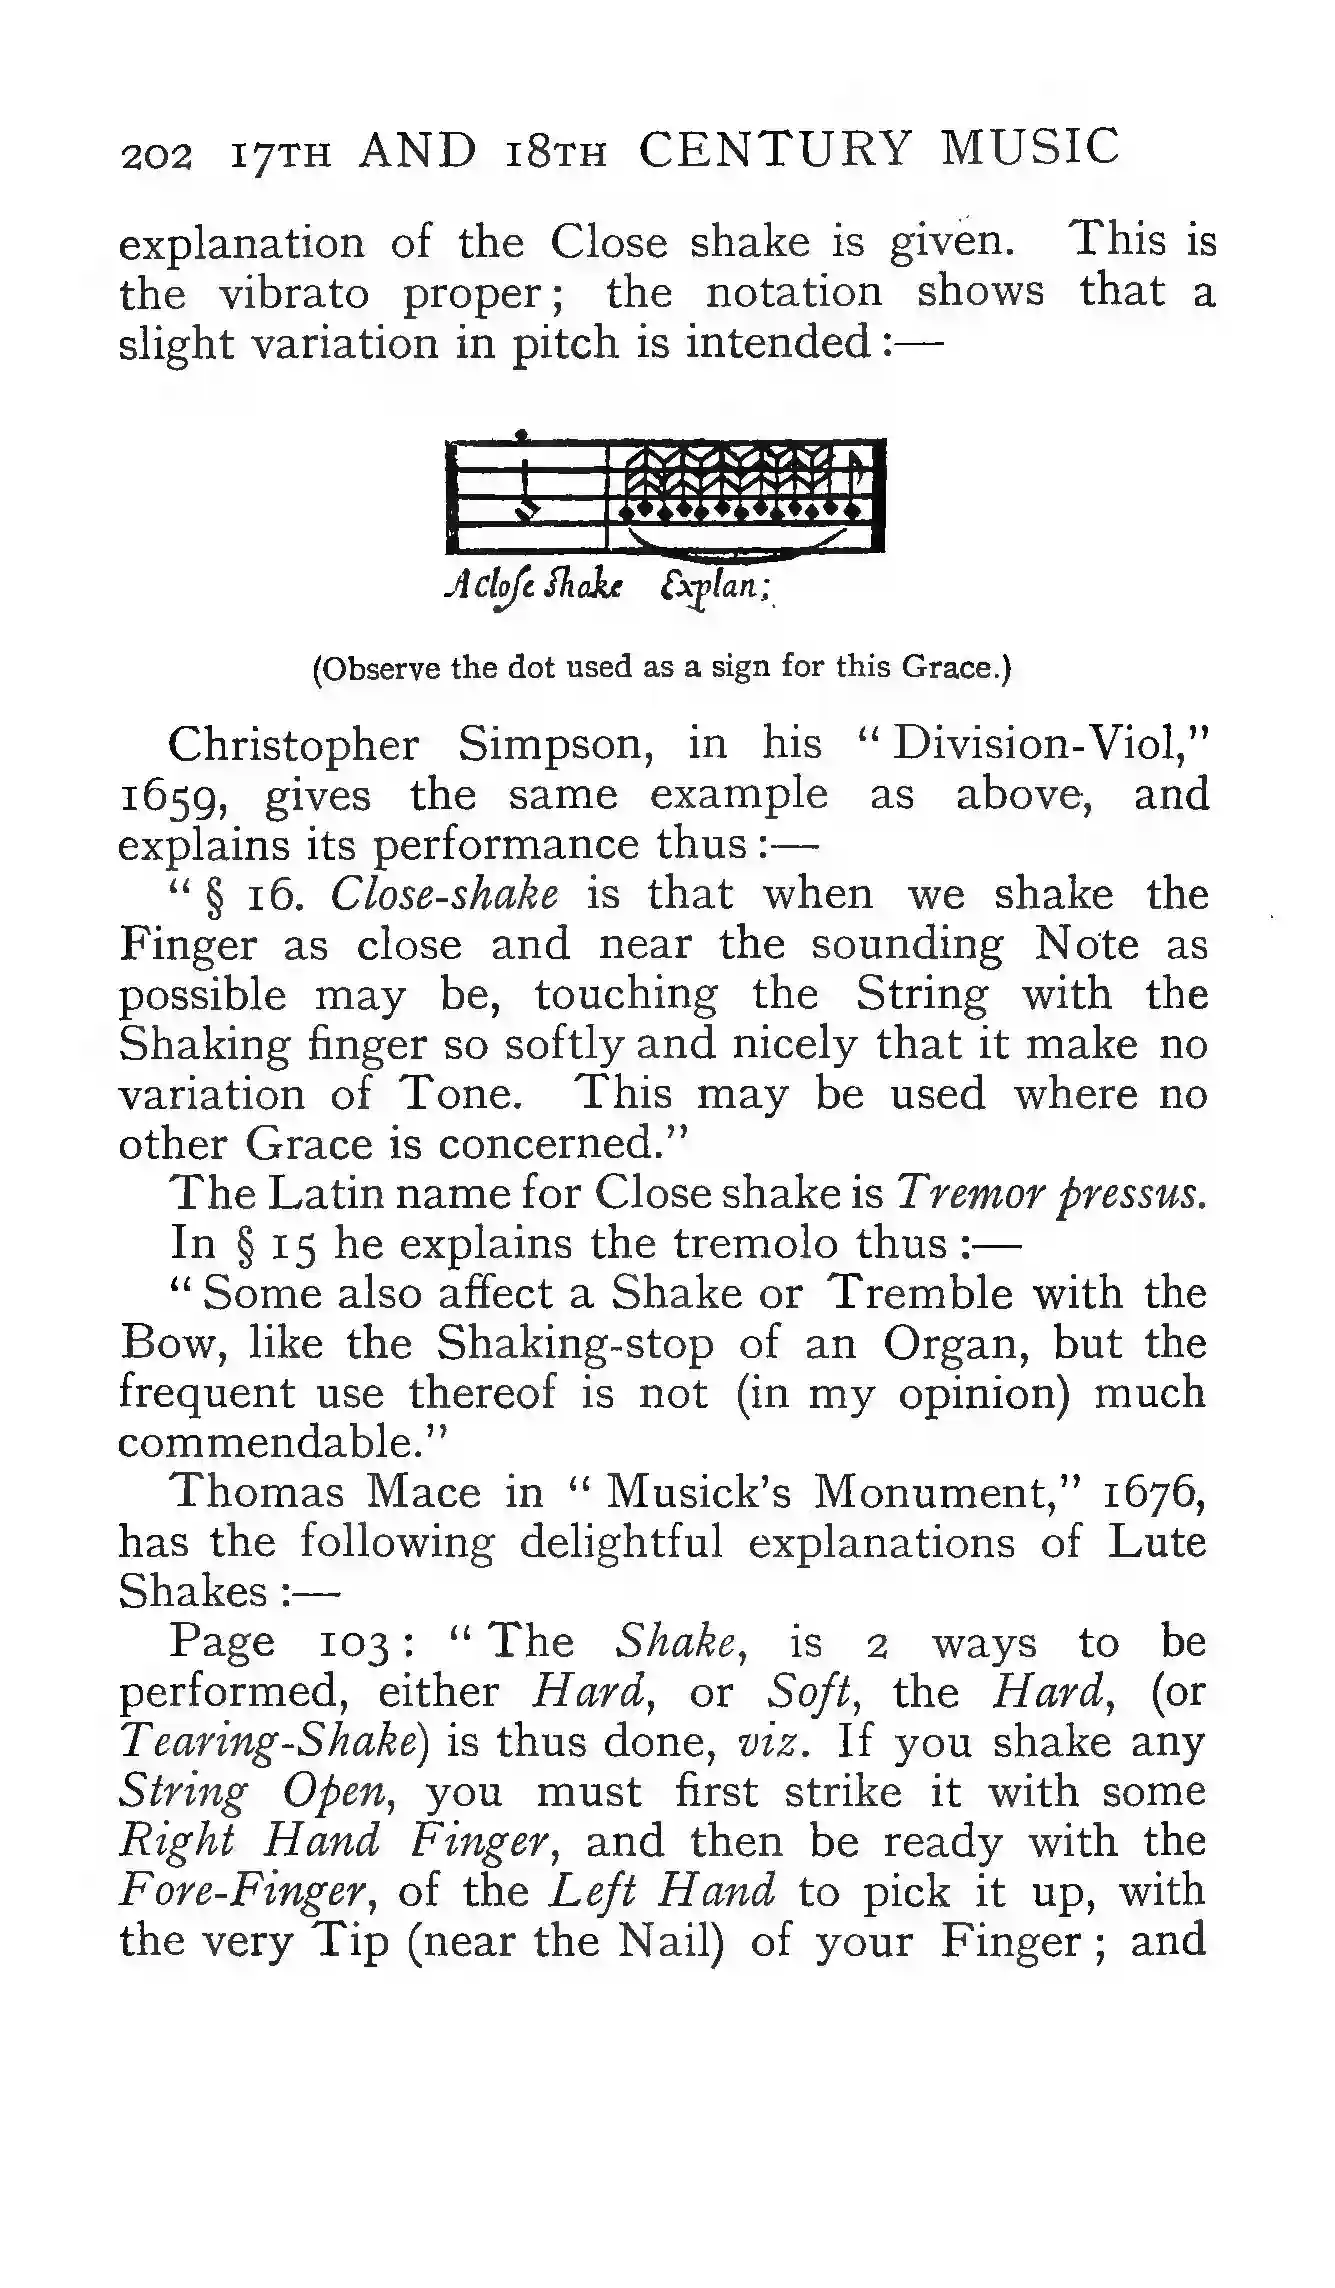 202 17TH AND 18TH CENTURY MUSIC
explanation of the Close shake is given. This is
the vibrato proper; the notation shows that a
slight variation in pitch is intended:—
A cloſe ſhake Explan;
(Observe the dot used as a sign for this Grace.)
Christopher Simpson, in his “Division-Viol,”
1659, gives the same example as above, and
explains its performance thus:—
“§ 16. Close-shake is that when we shake the
Finger as close and near the sounding Note as
possible may be, touching the String with the
Shaking finger so softly and nicely that it make no
variation of Tone. This may be used where no
other Grace is concerned.”
The Latin name for Close shake is Tremor pressus.
In § 15 he explains the tremolo thus:—
“Some also affect a Shake or Tremble with the
Bow, like the Shaking-stop of an Organ, but the
frequent use thereof is not (in my opinion) much
commendable.”
Thomas Mace in “Musick’s Monument,” 1676,
has the following delightful explanations of Lute
Shakes:—
Page 103: “The Shake, is 2 ways to be
performed, either Hard, or Soft, the Hard, (or
Tearing-Shake) is thus done, viz. If you shake any
String Open, you must first strike it with some
Right Hand Finger, and then be ready with the
Fore-Finger, of the Left Hand to pick it up, with
the very Tip (near the Nail) of your Finger; and